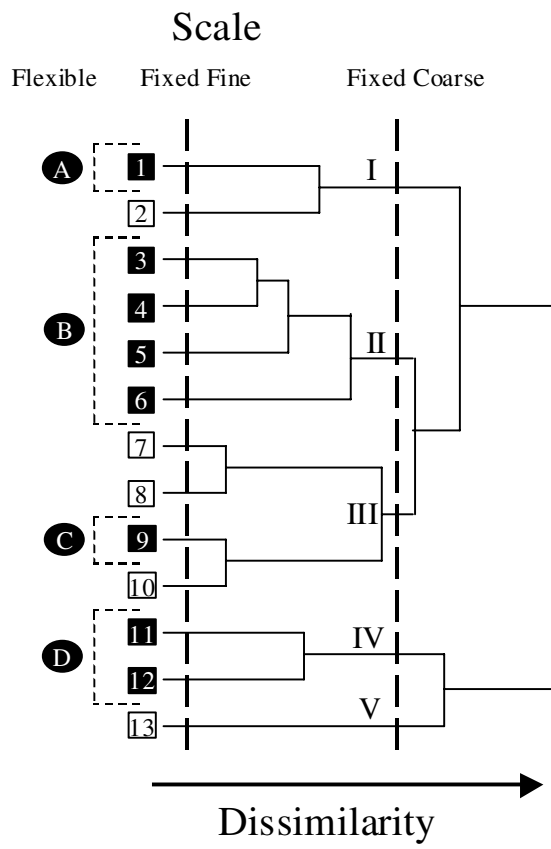 Scale
Flexible Fixed Fine Fixed Coarse
A 1 I
2
3
B 4
5 II
6
7
8 III
C 9
10
11 IV
D 12
13 V
Dissimilarity